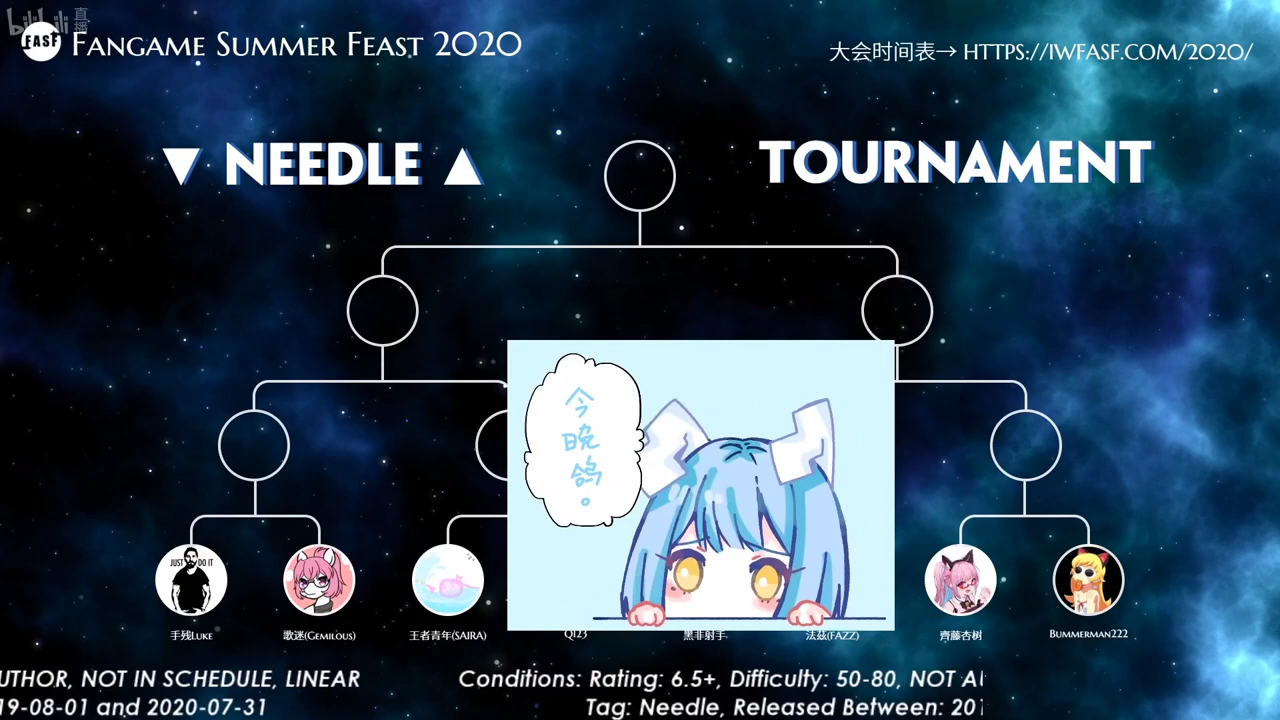 bilibili 直播
FASF
FANGAME SUMMER FEAST 2020
大会时间表→ HTTPS://IWFASF.COM/2020/
▼ NEEDLE ▲
TOURNAMENT
今
晚
鸽。
JUST DO IT
手残LUKE
歌迷(GEMILOUS)
王者青年(SAIRA)
Q123
黑非射手
法兹(FAZZ)
齊藤杏树
BUMMERMAN222
UTHOR, NOT IN SCHEDULE, LINEAR
Conditions: Rating: 6.5+, Difficulty: 50-80, NOT A
19-08-01 and 2020-07-31
Tag: Needle, Released Between: 20